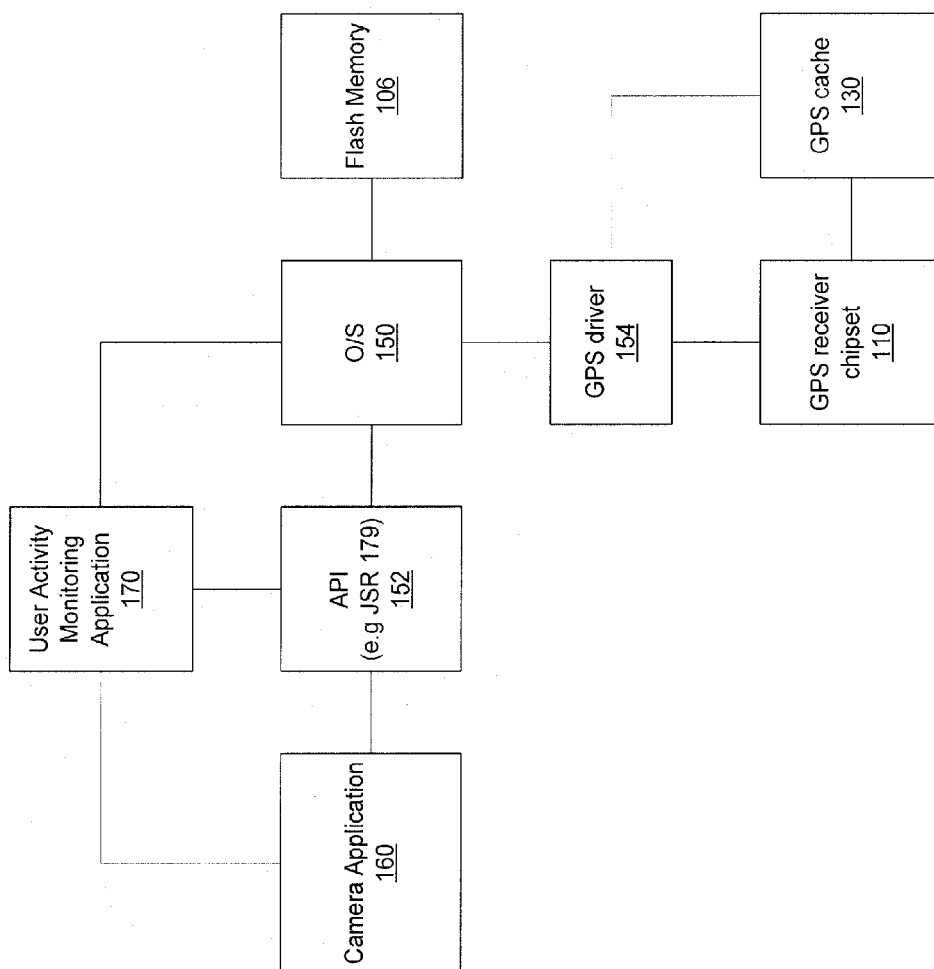 User Activity
Monitoring
Application
170
Camera Application
160
API
(e.g JSR 179)
152
O/S
150
Flash Memory
106
GPS driver
154
GPS receiver
chipset
110
GPS cache
130